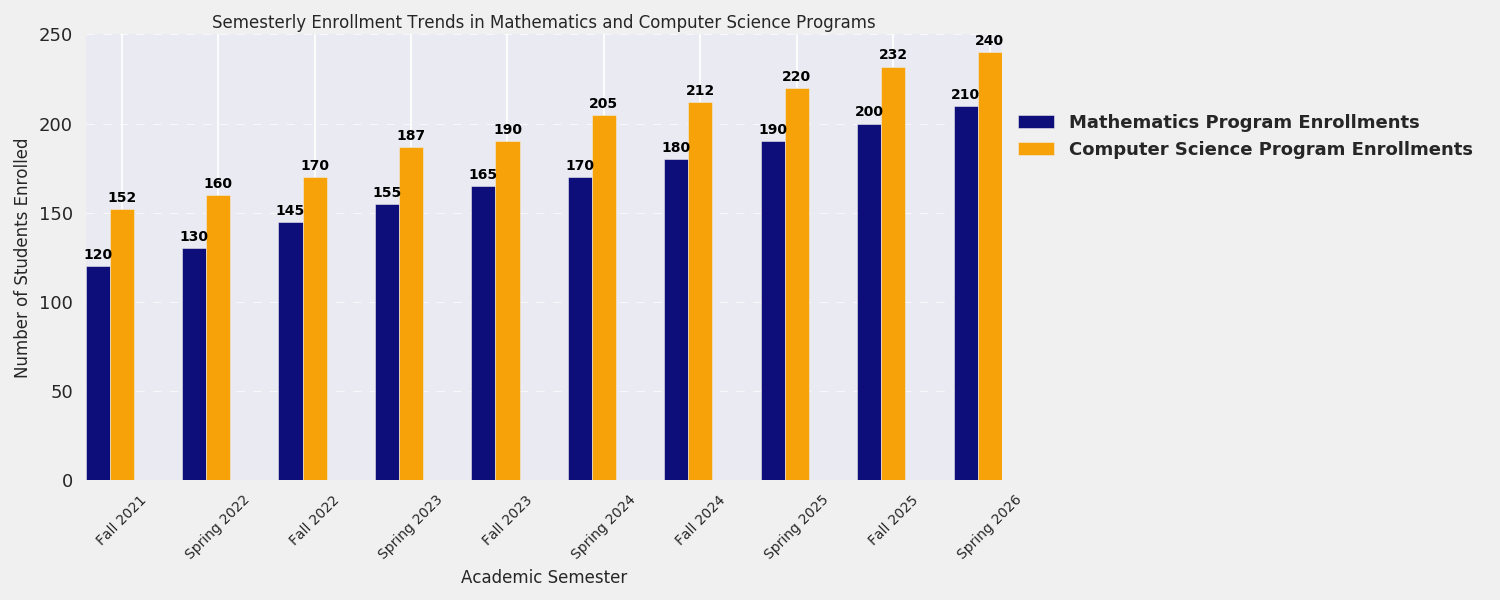 Semesterly Enrollment Trends in Mathematics and Computer Science Programs
Number of Students Enrolled
250
200
150
100
50
0
120
152
130
160
145
170
155
187
165
190
170
205
180
212
190
220
200
232
210
240
Fall 2021
Spring 2022
Fall 2022
Spring 2023
Fall 2023
Spring 2024
Fall 2024
Spring 2025
Fall 2025
Spring 2026
Academic Semester
Mathematics Program Enrollments
Computer Science Program Enrollments